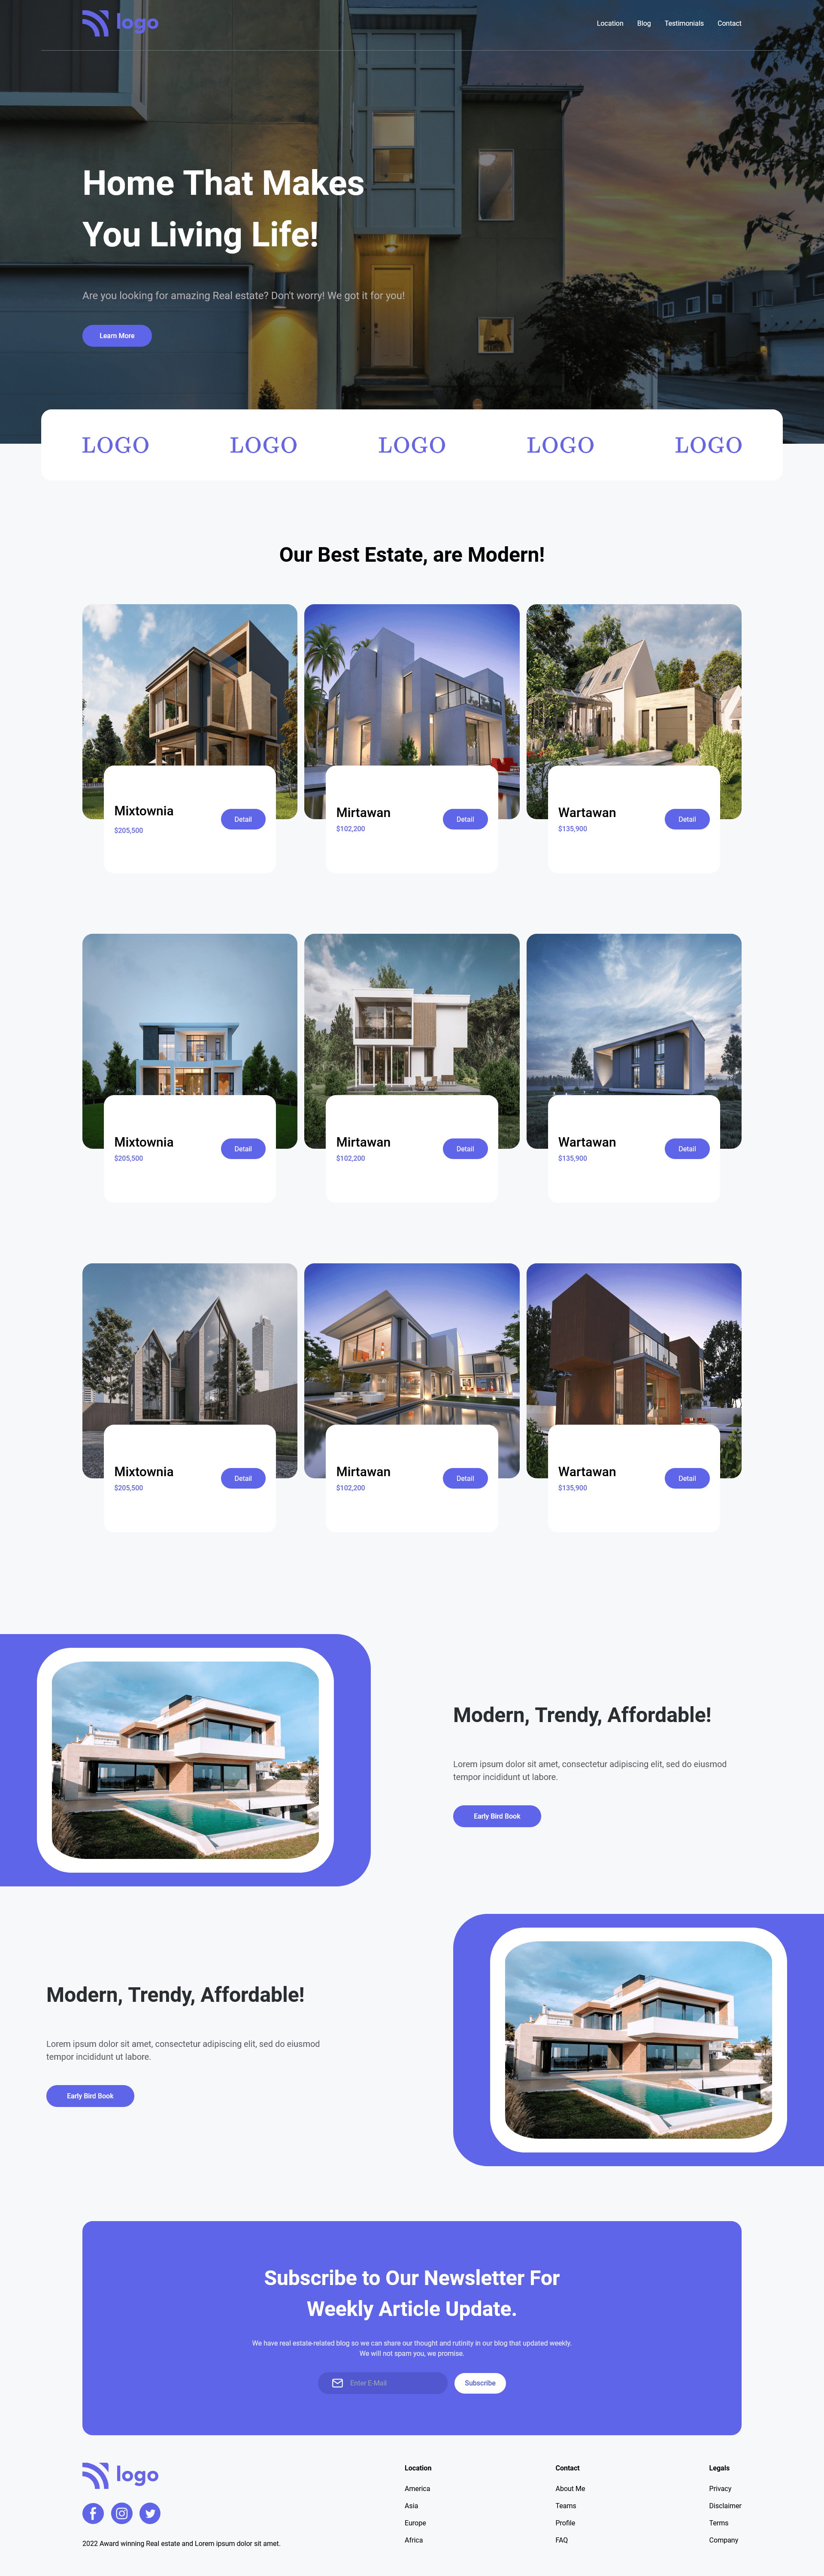 logo
Location Blog Testimonials Contact
Home That Makes
You Living Life!
Are you looking for amazing Real estate? Don't worry! We got it for you!
Learn More
LOGO LOGO LOGO LOGO LOGO
Our Best Estate, are Modern!
Mixtownia
$205,500
Detail
Mirtawan
$102,200
Detail
Wartawan
$135,900
Detail
Mixtownia
$205,500
Detail
Mirtawan
$102,200
Detail
Wartawan
$135,900
Detail
Mixtownia
$205,500
Detail
Mirtawan
$102,200
Detail
Wartawan
$135,900
Detail
Modern, Trendy, Affordable!
Lorem ipsum dolor sit amet, consectetur adipiscing elit, sed do eiusmod
tempor incididunt ut labore.
Early Bird Book
Modern, Trendy, Affordable!
Lorem ipsum dolor sit amet, consectetur adipiscing elit, sed do eiusmod
tempor incididunt ut labore.
Early Bird Book
Subscribe to Our Newsletter For
Weekly Article Update.
We have real estate-related blog so we can share our thought and rutinity in our blog that updated weekly.
We will not spam you, we promise.
Enter E-Mail
Subscribe
logo
2022 Award winning Real estate and Lorem ipsum dolor sit amet.
Location
America
Asia
Europe
Africa
Contact
About Me
Teams
Profile
FAQ
Legals
Privacy
Disclaimer
Terms
Company